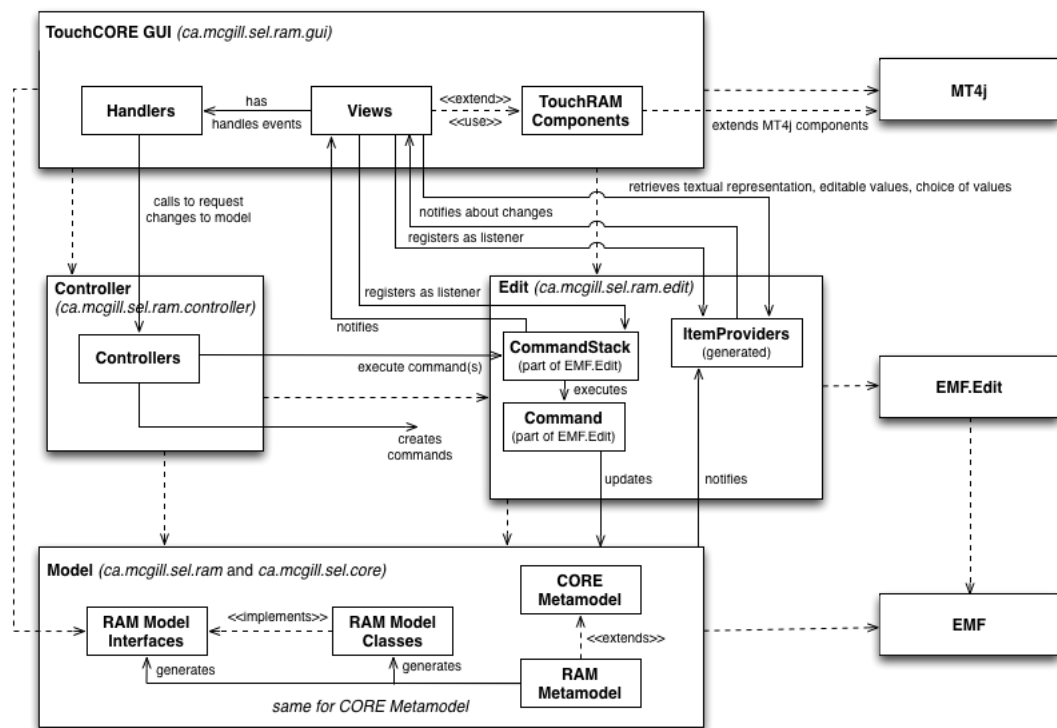 TouchCORE GUI (ca.mcgill.sel.ram.gui)
Handlers
has
handles events
Views
<<extend>>
<<use>>
TouchRAM
Components
extends MT4j components
MT4j
calls to request
changes to model
retrieves textual representation, editable values, choice of values
notifies about changes
registers as listener
Controller
(ca.mcgill.sel.ram.controller)
registers as listener
notifies
Edit (ca.mcgill.sel.ram.edit)
Controllers
execute command(s)
CommandStack
(part of EMF.Edit)
ItemProviders
(generated)
executes
Command
(part of EMF.Edit)
EMF.Edit
creates
commands
updates
notifies
Model (ca.mcgill.sel.ram and ca.mcgill.sel.core)
CORE
Metamodel
RAM Model
Interfaces
<<implements>>
RAM Model
Classes
<<extends>>
EMF
generates
generates
RAM
Metamodel
same for CORE Metamodel